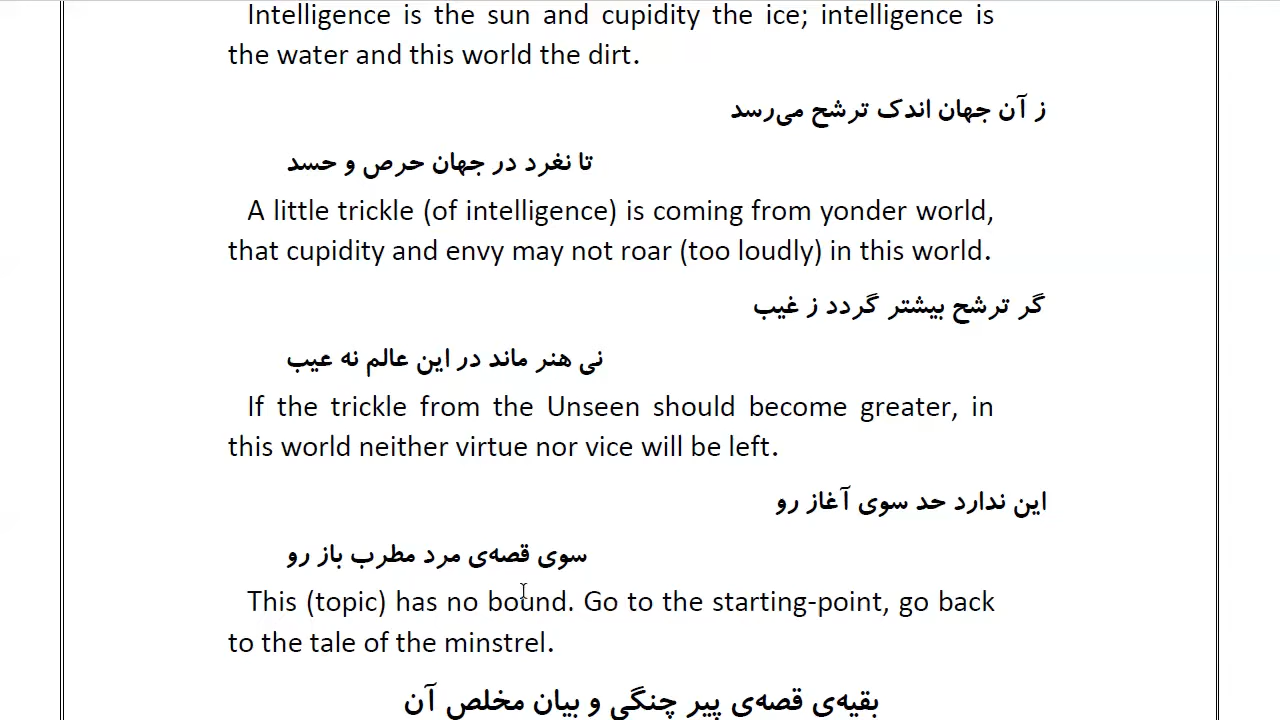 Intelligence is the sun and cupidity the ice; intelligence is
the water and this world the dirt.
ز آن جهان اندک ترشح می‌رسد
تا نغرد در جهان حرص و حسد
A little trickle (of intelligence) is coming from yonder world,
that cupidity and envy may not roar (too loudly) in this world.
گر ترشح بیشتر گردد ز غیب
نی هنر ماند در این عالم نه عیب
If the trickle from the Unseen should become greater, in
this world neither virtue nor vice will be left.
این ندارد حد سوی آغاز رو
سوی قصه‌ی مرد مطرب باز رو
This (topic) has no bound. Go to the starting-point, go back
to the tale of the minstrel.
بقیه‌ی قصه‌ی پیر چنگی و بیان مخلص آن